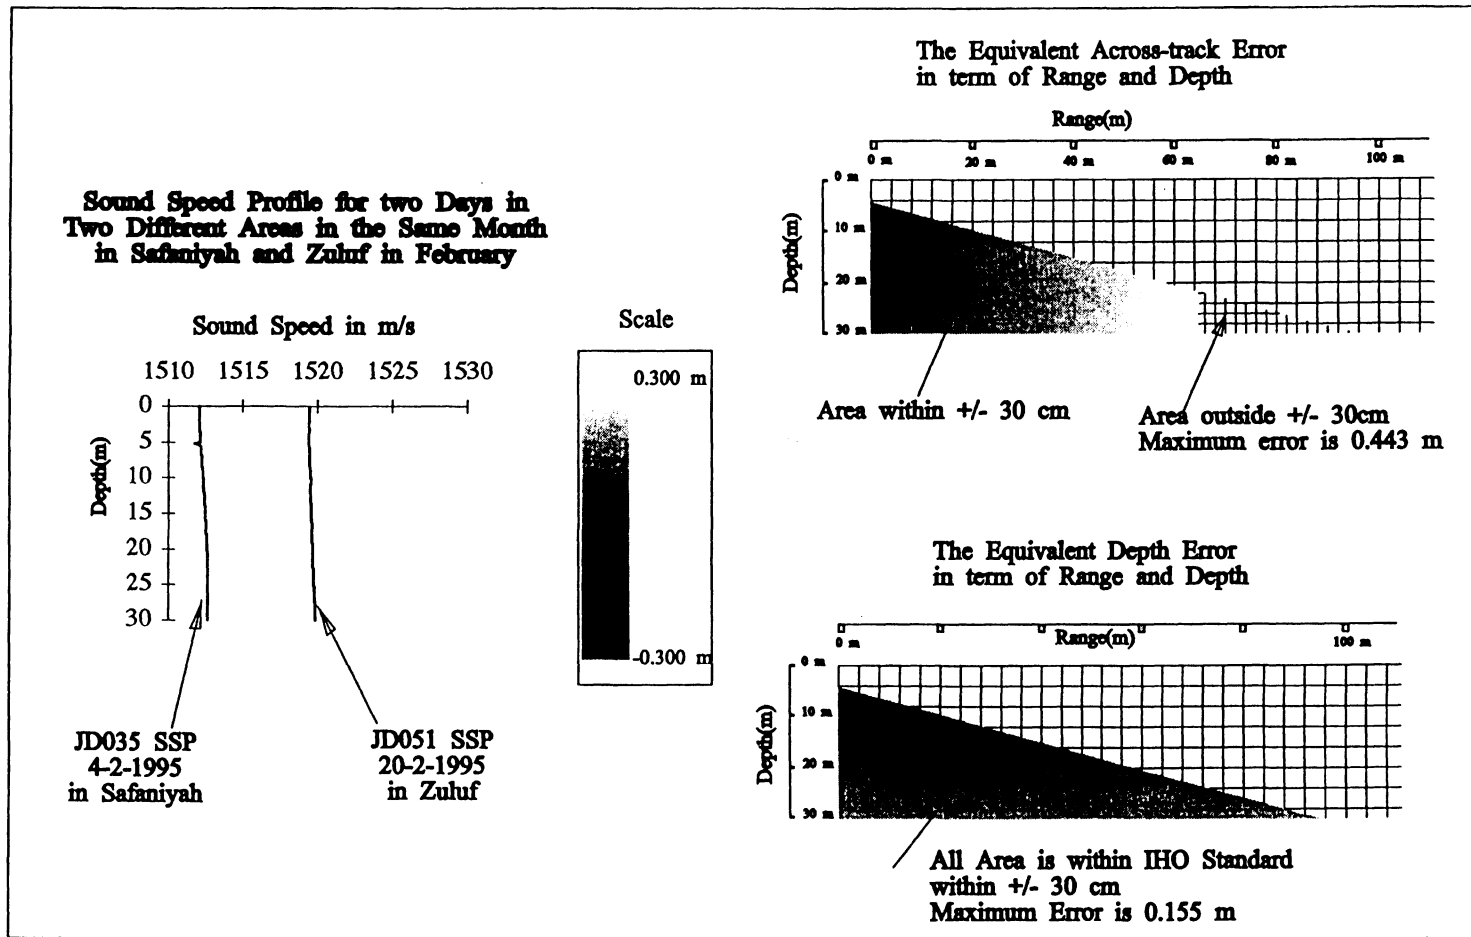 Sound Speed Profile for two Days in
Two Different Areas in the Same Month
in Safaniyah and Zuluf in February
Sound Speed in m/s
1510 1515 1520 1525 1530
0
5
10
15
20
25
30
Depth(m)
JD035 SSP
4-2-1995
in Safaniyah
JD051 SSP
20-2-1995
in Zuluf
Scale
0.300 m
-0.300 m
The Equivalent Across-track Error
in term of Range and Depth
Range(m)
0 m 20 m 40 m 60 m 80 m 100 m
0 m
10 m
20 m
30 m
Depth(m)
Area within +/- 30 cm
Area outside +/- 30cm
Maximum error is 0.443 m
The Equivalent Depth Error
in term of Range and Depth
0 m Range(m) 100 m
0 m
10 m
20 m
30 m
Depth(m)
All Area is within IHO Standard
within +/- 30 cm
Maximum Error is 0.155 m